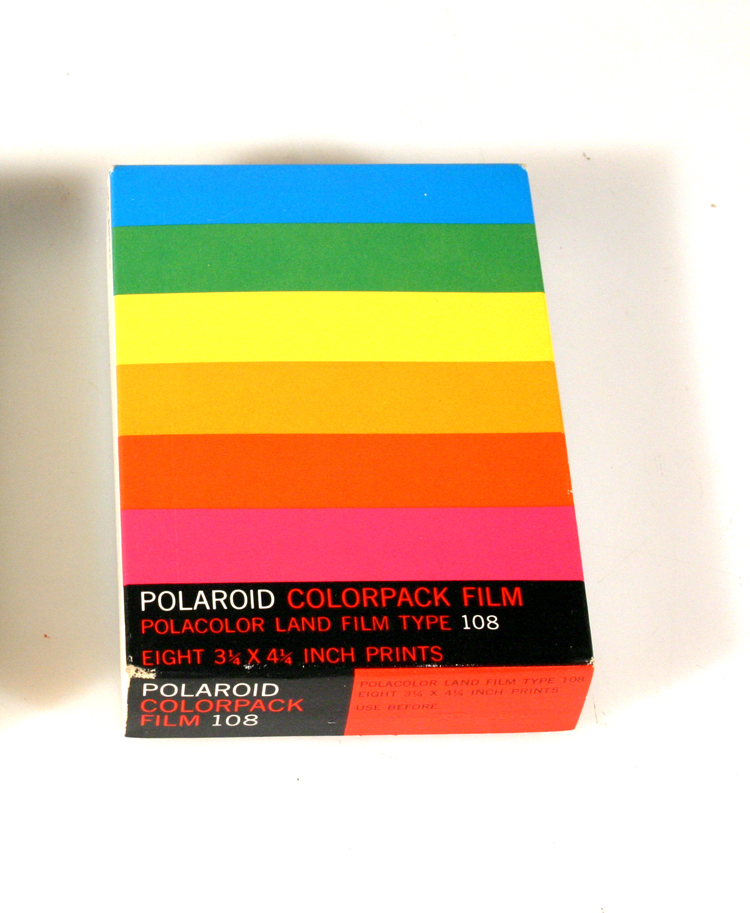 POLAROID COLORPACK FILM
POLACOLOR LAND FILM TYPE 108
EIGHT 3¼ X 4¼ INCH PRINTS
POLAROID
COLORPACK
FILM 108
POLACOLOR LAND FILM TYPE 108
EIGHT 3¼ X 4¼ INCH PRINTS
USE BEFORE